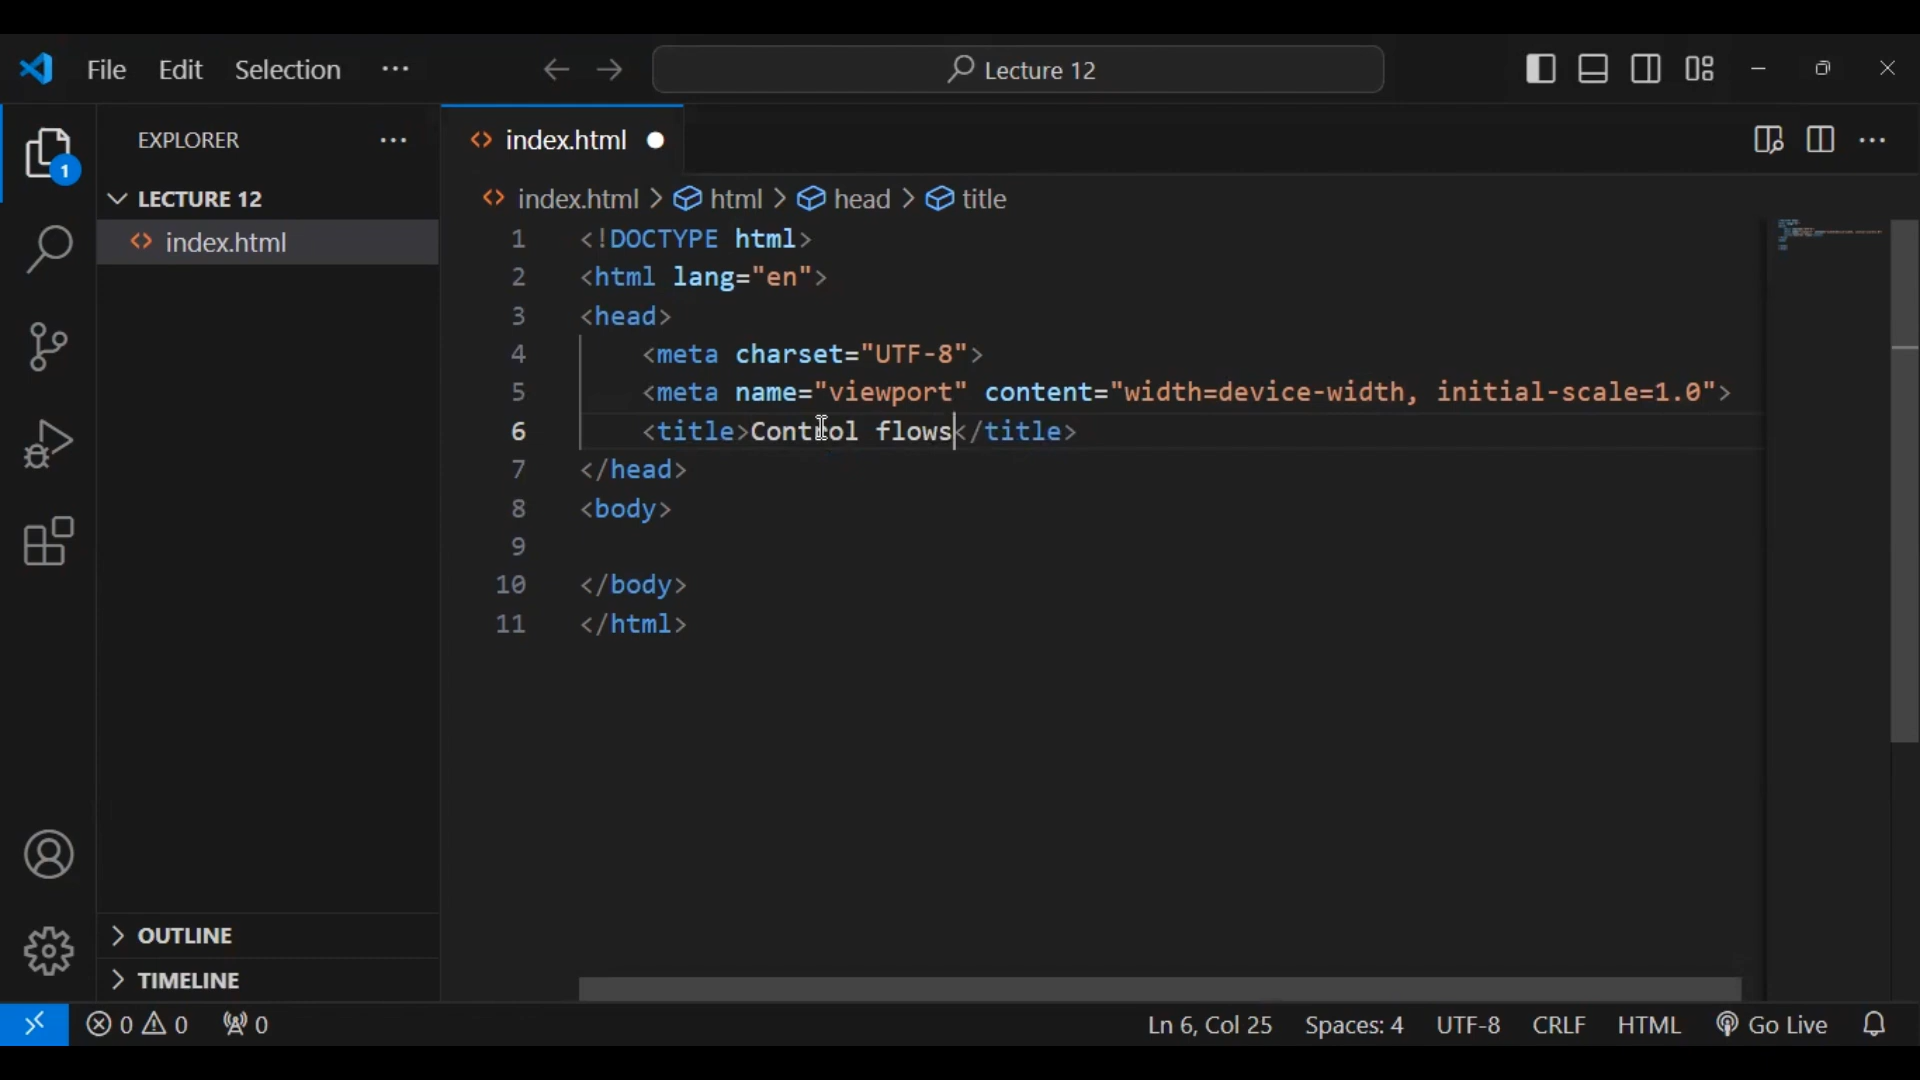 File Edit Selection ··· Lecture 12
EXPLORER ···
index.html
LECTURE 12
index.html
index.html > html > head > title
1 <!DOCTYPE html>
2 <html lang="en">
3 <head>
4 <meta charset="UTF-8">
5 <meta name="viewport" content="width=device-width, initial-scale=1.0">
6 <title>Control flows</title>
7 </head>
8 <body>
9
10 </body>
11 </html>
1
OUTLINE
TIMELINE
0 0 0 Ln 6, Col 25 Spaces: 4 UTF-8 CRLF HTML Go Live